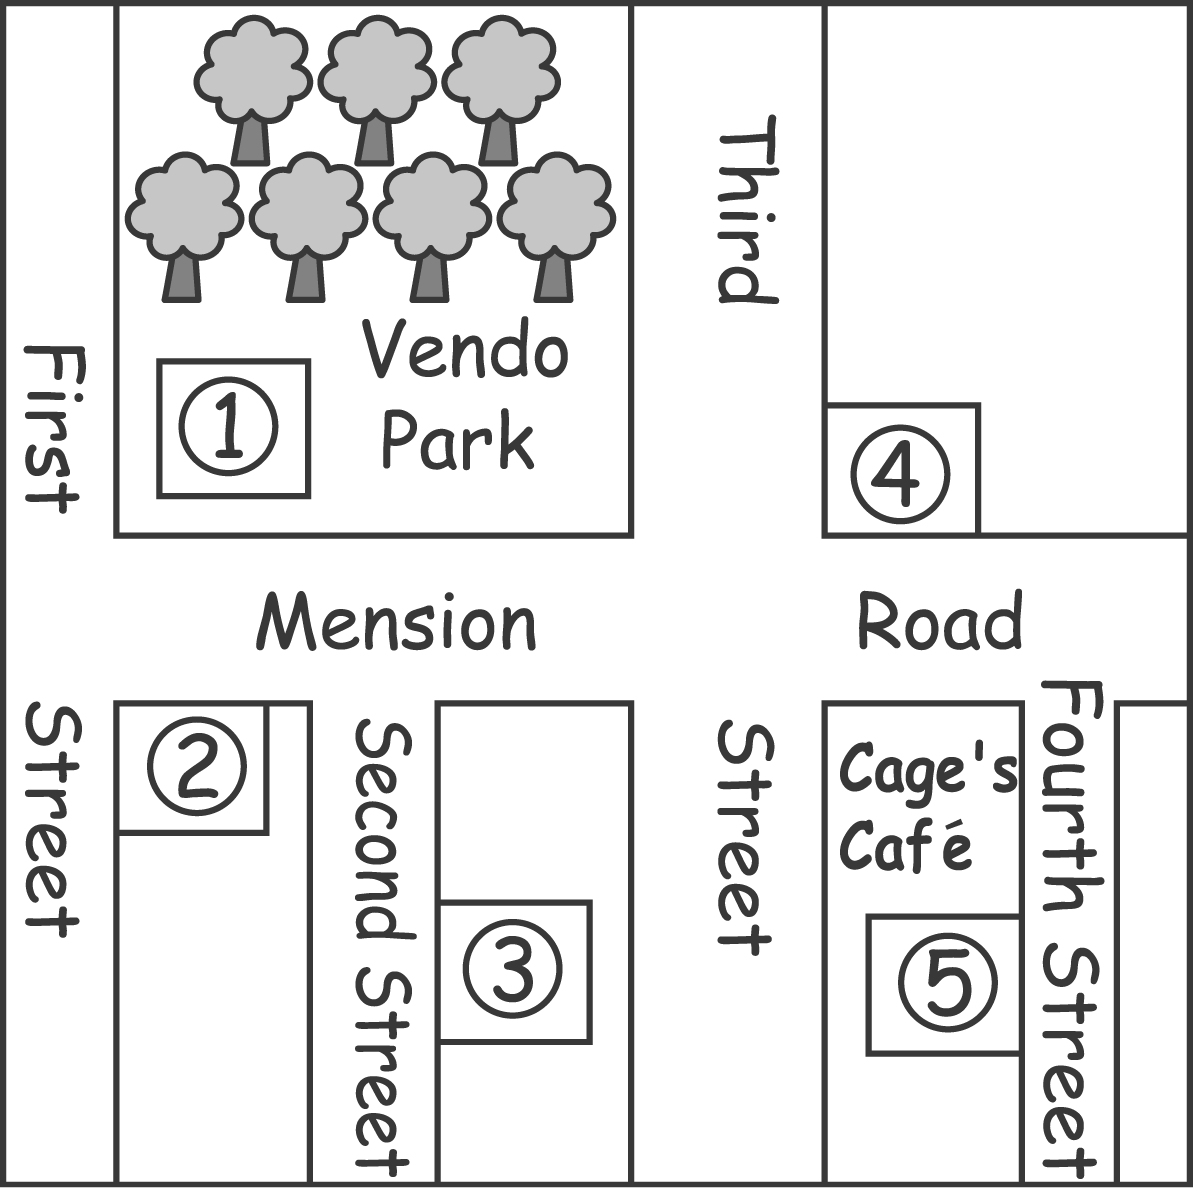 First
Street
Vendo
Park
1
Third
Street
4
Mension Road
2
Second Street
3
Cage's
Café
5
Fourth Street